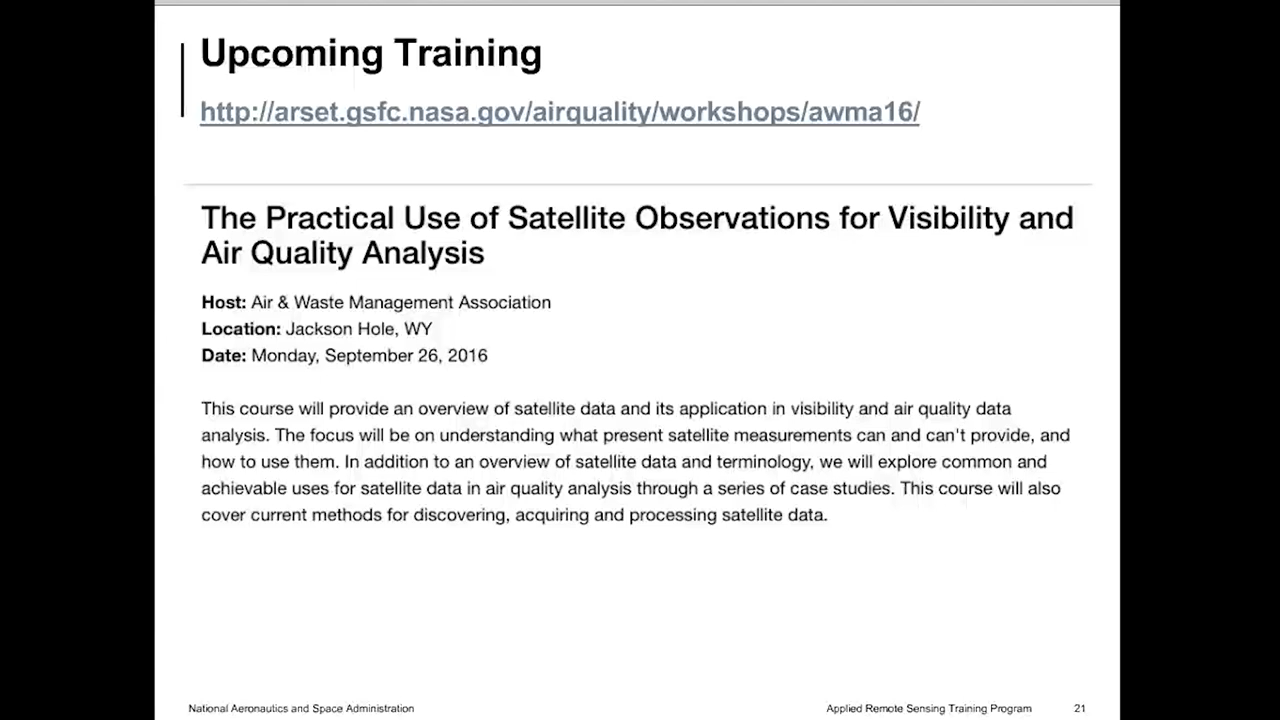 Upcoming Training
http://arset.gsfc.nasa.gov/airquality/workshops/awma16/
The Practical Use of Satellite Observations for Visibility and
Air Quality Analysis
Host: Air & Waste Management Association
Location: Jackson Hole, WY
Date: Monday, September 26, 2016
This course will provide an overview of satellite data and its application in visibility and air quality data
analysis. The focus will be on understanding what present satellite measurements can and can't provide, and
how to use them. In addition to an overview of satellite data and terminology, we will explore common and
achievable uses for satellite data in air quality analysis through a series of case studies. This course will also
cover current methods for discovering, acquiring and processing satellite data.
National Aeronautics and Space Administration
Applied Remote Sensing Training Program
21